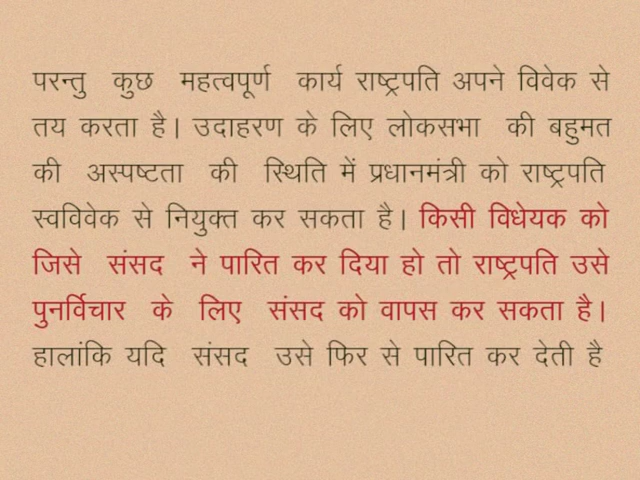 परन्तु कुछ महत्वपूर्ण कार्य राष्ट्रपति अपने विवेक से
तय करता है। उदाहरण के लिए लोकसभा की बहुमत
की अस्पष्टता की स्थिति में प्रधानमंत्री को राष्ट्रपति
स्वविवेक से नियुक्त कर सकता है। किसी विधेयक को
जिसे संसद ने पारित कर दिया हो तो राष्ट्रपति उसे
पुनर्विचार के लिए संसद को वापस कर सकता है।
हालांकि यदि संसद उसे फिर से पारित कर देती है